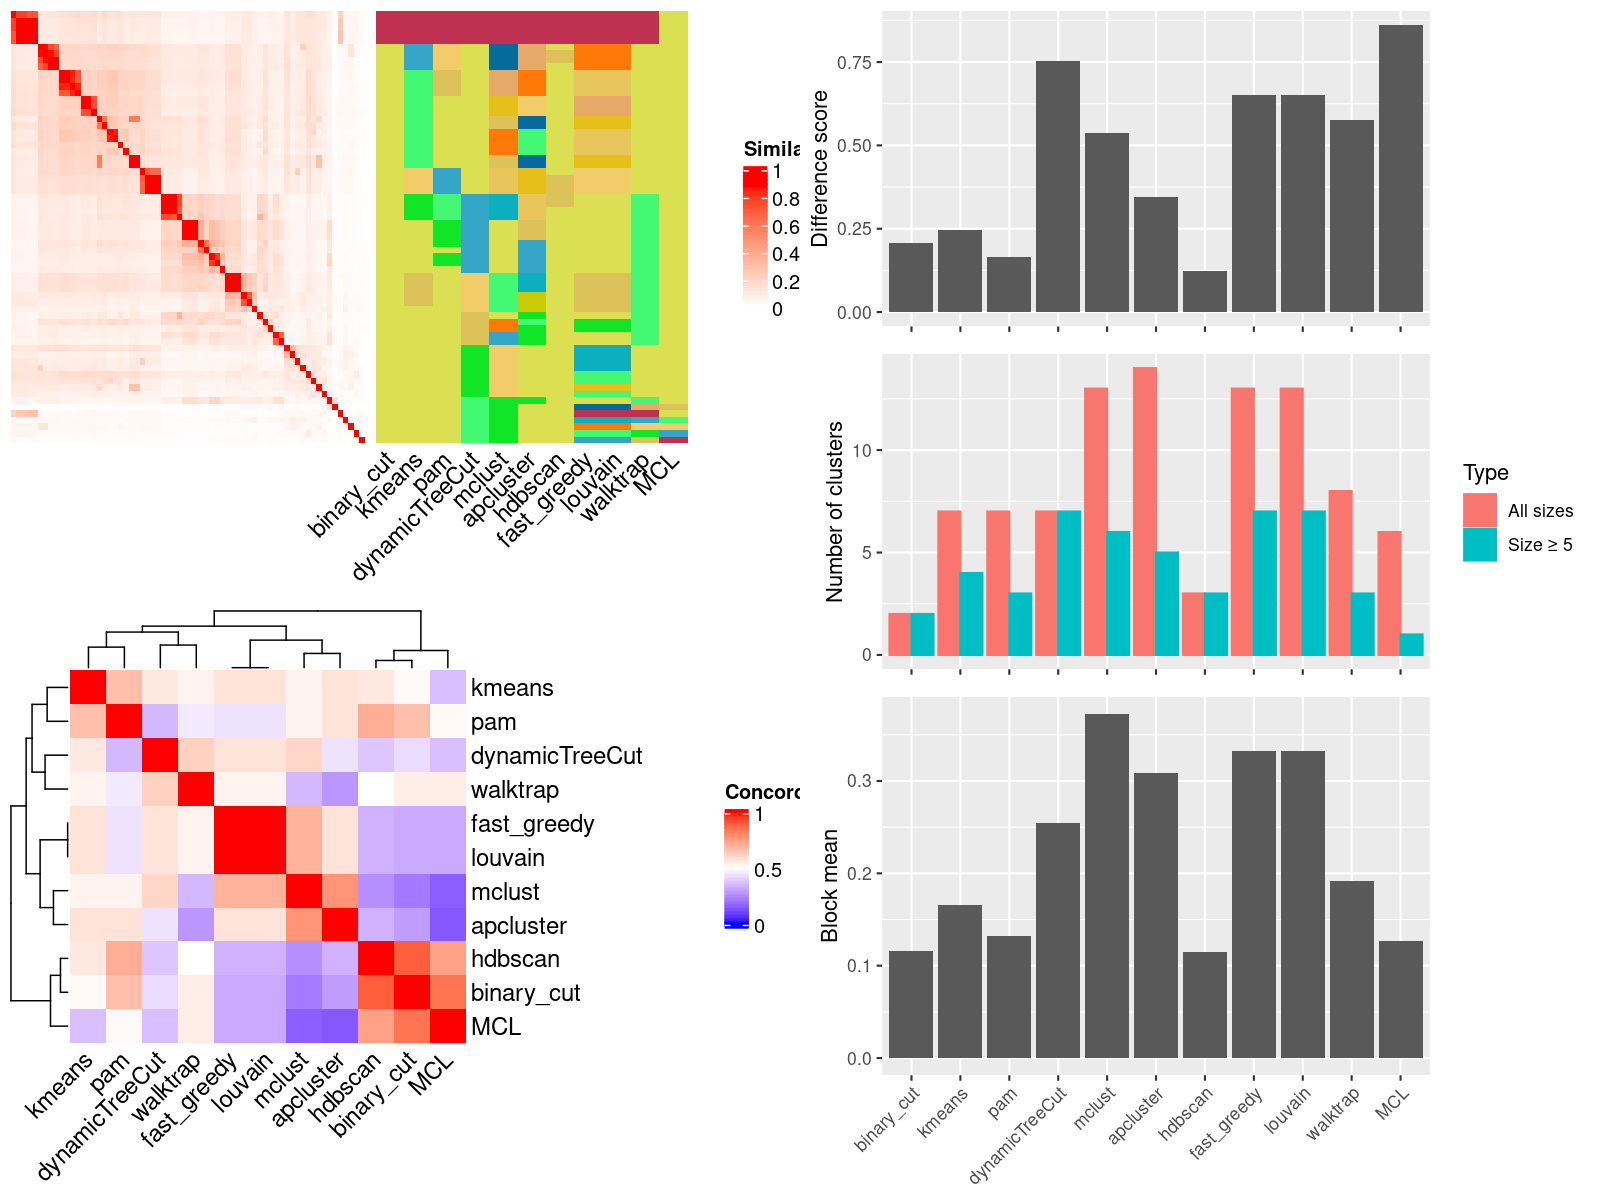 Simila
1
0.8
0.6
0.4
0.2
0
binary_cut
kmeans
pam
dynamicTreeCut
mclust
apcluster
hdbscan
fast_greedy
louvain
walktrap
MCL
kmeans
pam
dynamicTreeCut
walktrap
fast_greedy
louvain
mclust
apcluster
hdbscan
binary_cut
MCL
Concord
1
0.5
0
kmeans
pam
dynamicTreeCut
walktrap
fast_greedy
louvain
mclust
apcluster
hdbscan
binary_cut
MCL
Difference score
0.75
0.50
0.25
0.00
Number of clusters
10
5
0
Type
All sizes
Size ≥ 5
Block mean
0.3
0.2
0.1
0.0
binary_cut
kmeans
pam
dynamicTreeCut
mclust
apcluster
hdbscan
fast_greedy
louvain
walktrap
MCL